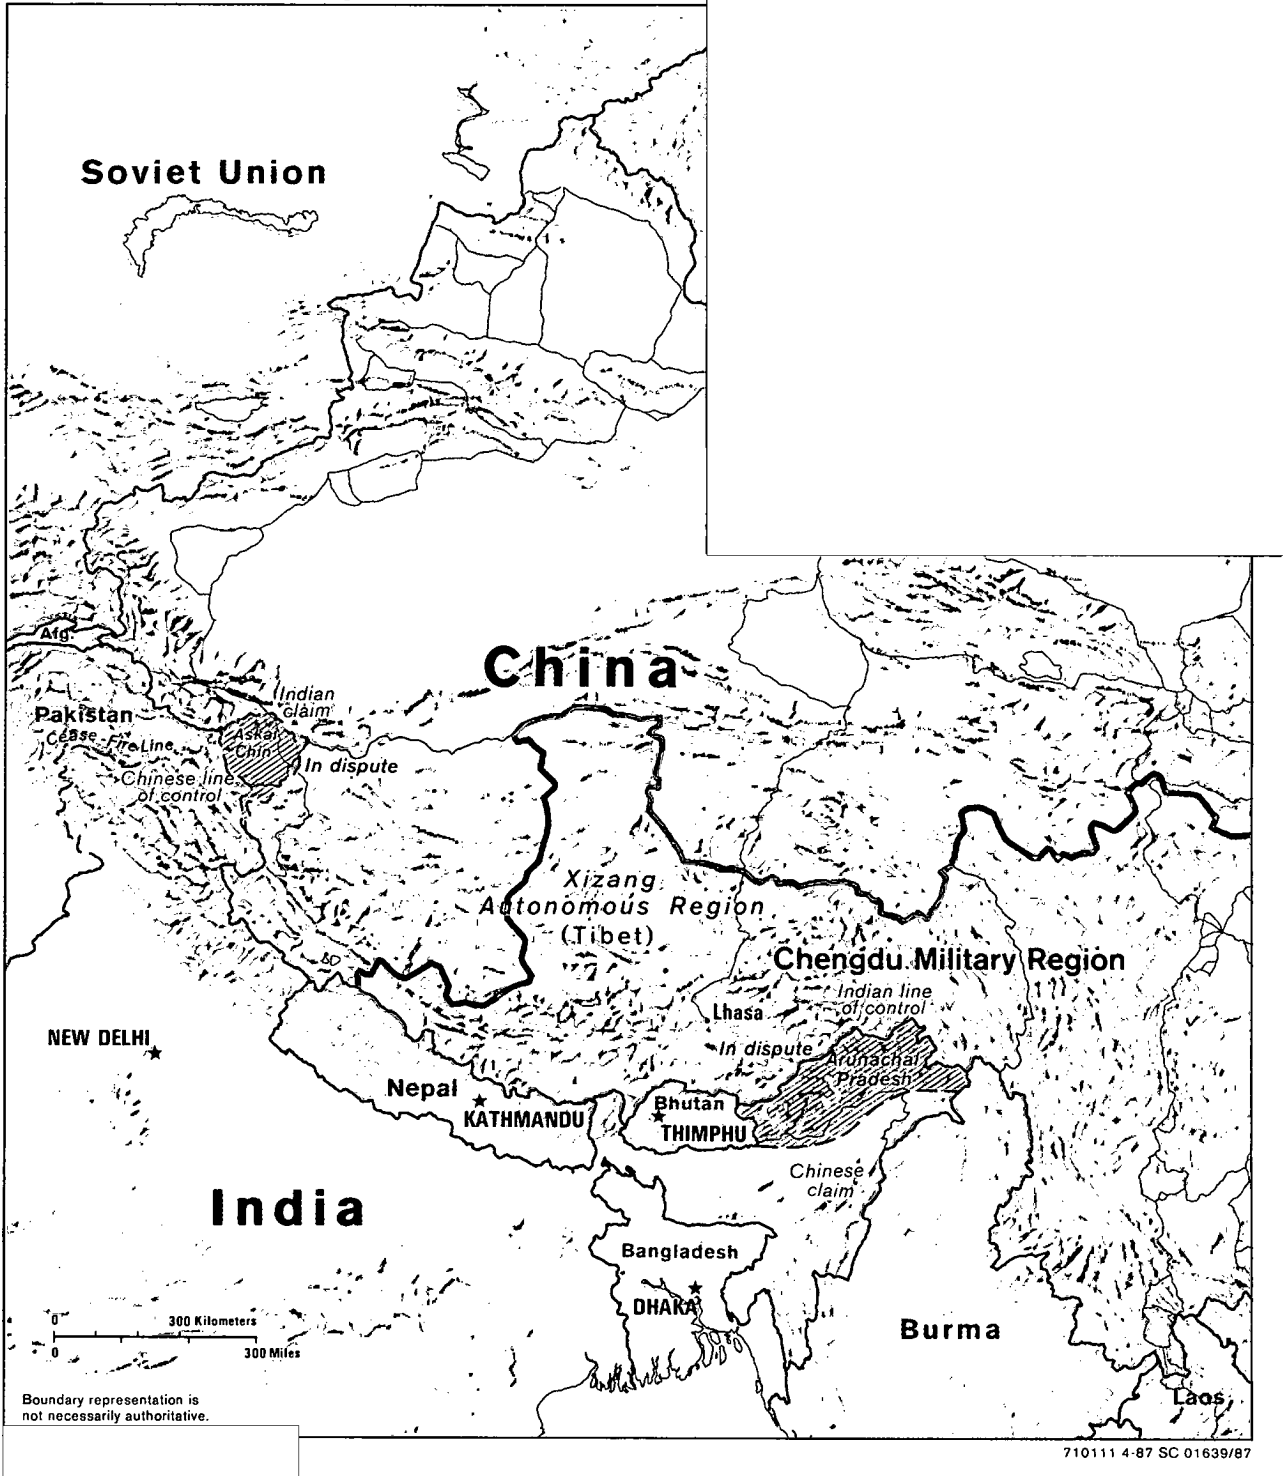 Soviet Union
Afg.
China
Indian
claim
Pakistan
Cease-Fire Line
Askai
Chin
In dispute
Chinese line
of control
Xizang
Autonomous Region
(Tibet)
Chengdu Military Region
Indian line
of control
Lhasa
NEW DELHI
In dispute
Arunachal
Pradesh
Nepal
KATHMANDU
Bhutan
THIMPHU
Chinese
claim
India
Bangladesh
DHAKA
0 300 Kilometers
0 300 Miles
Burma
Laos
Boundary representation is
not necessarily authoritative.
710111 4-87 SC 01639/87